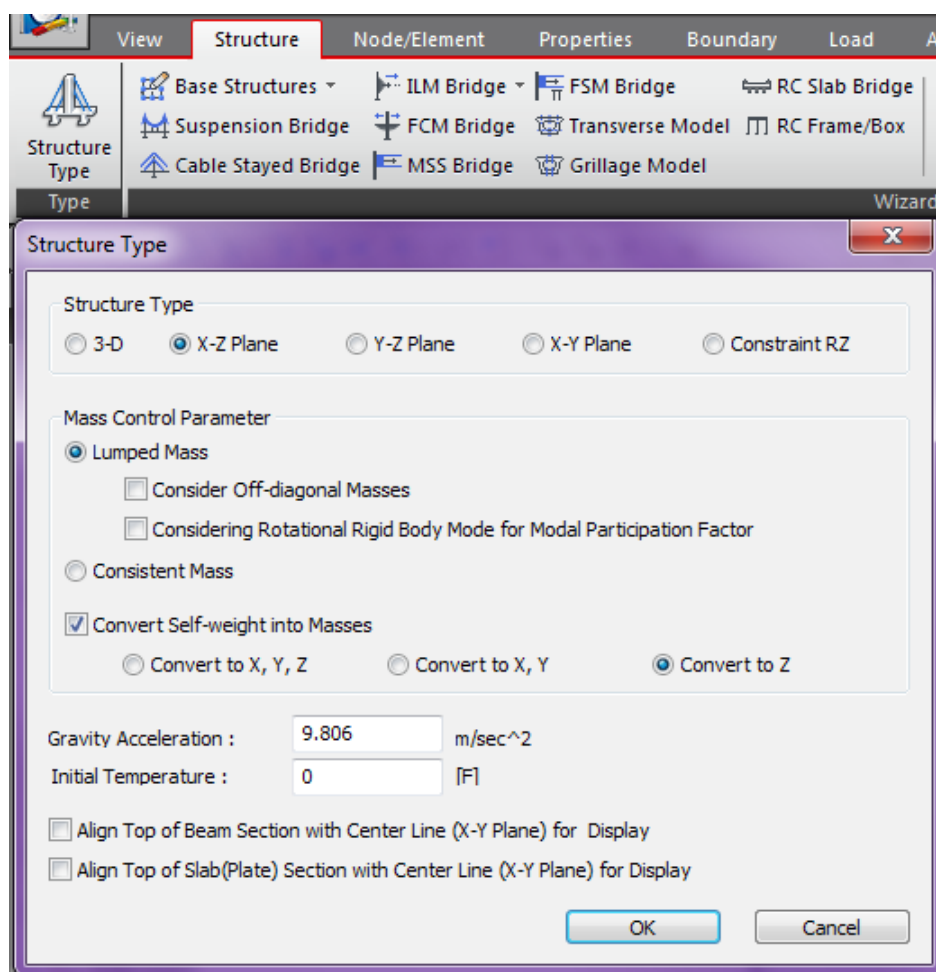 View Structure Node/Element Properties Boundary Load A
Structure Type
Base Structures ILM Bridge FSM Bridge RC Slab Bridge
Suspension Bridge FCM Bridge Transverse Model RC Frame/Box
Cable Stayed Bridge MSS Bridge Grillage Model
Type Wizard
Structure Type
Structure Type
3-D X-Z Plane Y-Z Plane X-Y Plane Constraint RZ
Mass Control Parameter
Lumped Mass
Consider Off-diagonal Masses
Considering Rotational Rigid Body Mode for Modal Participation Factor
Consistent Mass
Convert Self-weight into Masses
Convert to X, Y, Z Convert to X, Y Convert to Z
Gravity Acceleration : 9.806 m/sec^2
Initial Temperature : 0 [F]
Align Top of Beam Section with Center Line (X-Y Plane) for Display
Align Top of Slab(Plate) Section with Center Line (X-Y Plane) for Display
OK Cancel